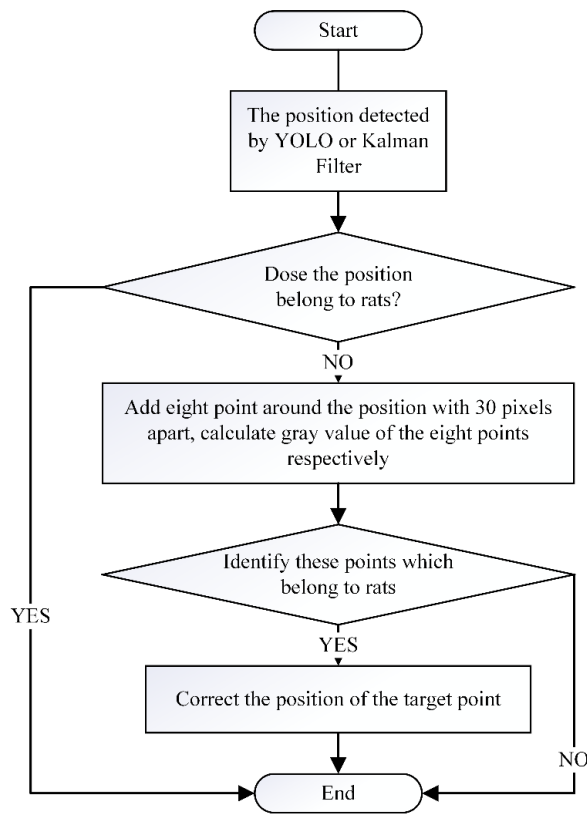 Start
The position detected
by YOLO or Kalman
Filter
Dose the position
belong to rats?
NO
Add eight point around the position with 30 pixels
apart, calculate gray value of the eight points
respectively
Identify these points which
belong to rats
YES
YES
Correct the position of the target point
NO
End